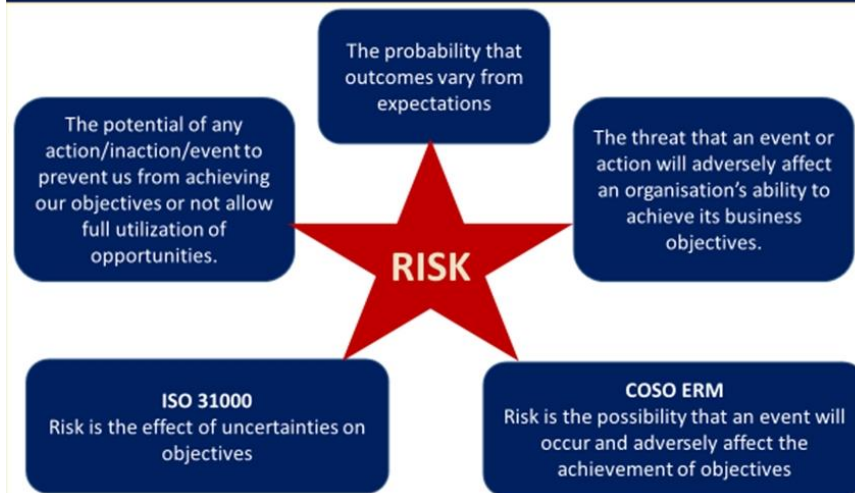 The probability that
outcomes vary from
expectations
The potential of any
action/inaction/event to
prevent us from achieving
our objectives or not allow
full utilization of
opportunities.
The threat that an event or
action will adversely affect
an organisation's ability to
achieve its business
objectives.
RISK
ISO 31000
Risk is the effect of uncertainties on
objectives
COSO ERM
Risk is the possibility that an event will
occur and adversely affect the
achievement of objectives